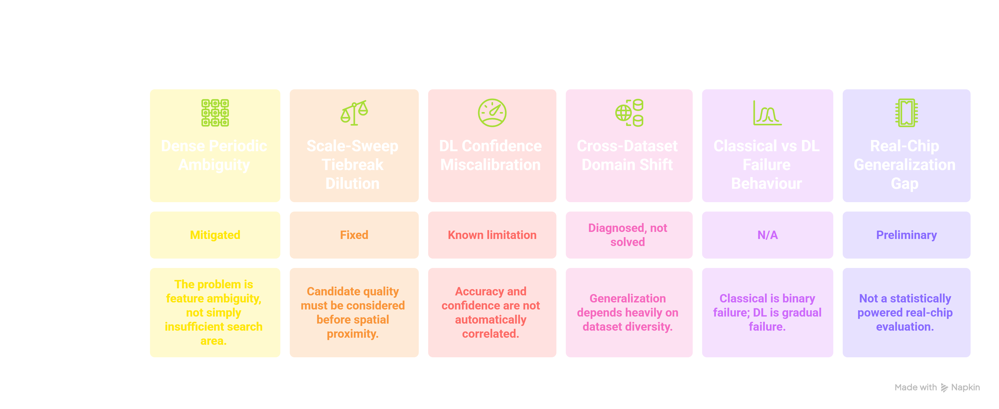 Dense Periodic
Ambiguity
Scale-Sweep
Tiebreak
Dilution
DL Confidence
Miscalibration
Cross-Dataset
Domain Shift
Classical vs DL
Failure
Behaviour
Real-Chip
Generalization
Gap
Mitigated
Fixed
Known limitation
Diagnosed, not
solved
N/A
Preliminary
The problem is
feature ambiguity,
not simply
insufficient search
area.
Candidate quality
must be considered
before spatial
proximity.
Accuracy and
confidence are not
automatically
correlated.
Generalization
depends heavily on
dataset diversity.
Classical is binary
failure; DL is gradual
failure.
Not a statistically
powered real-chip
evaluation.
Made with Napkin